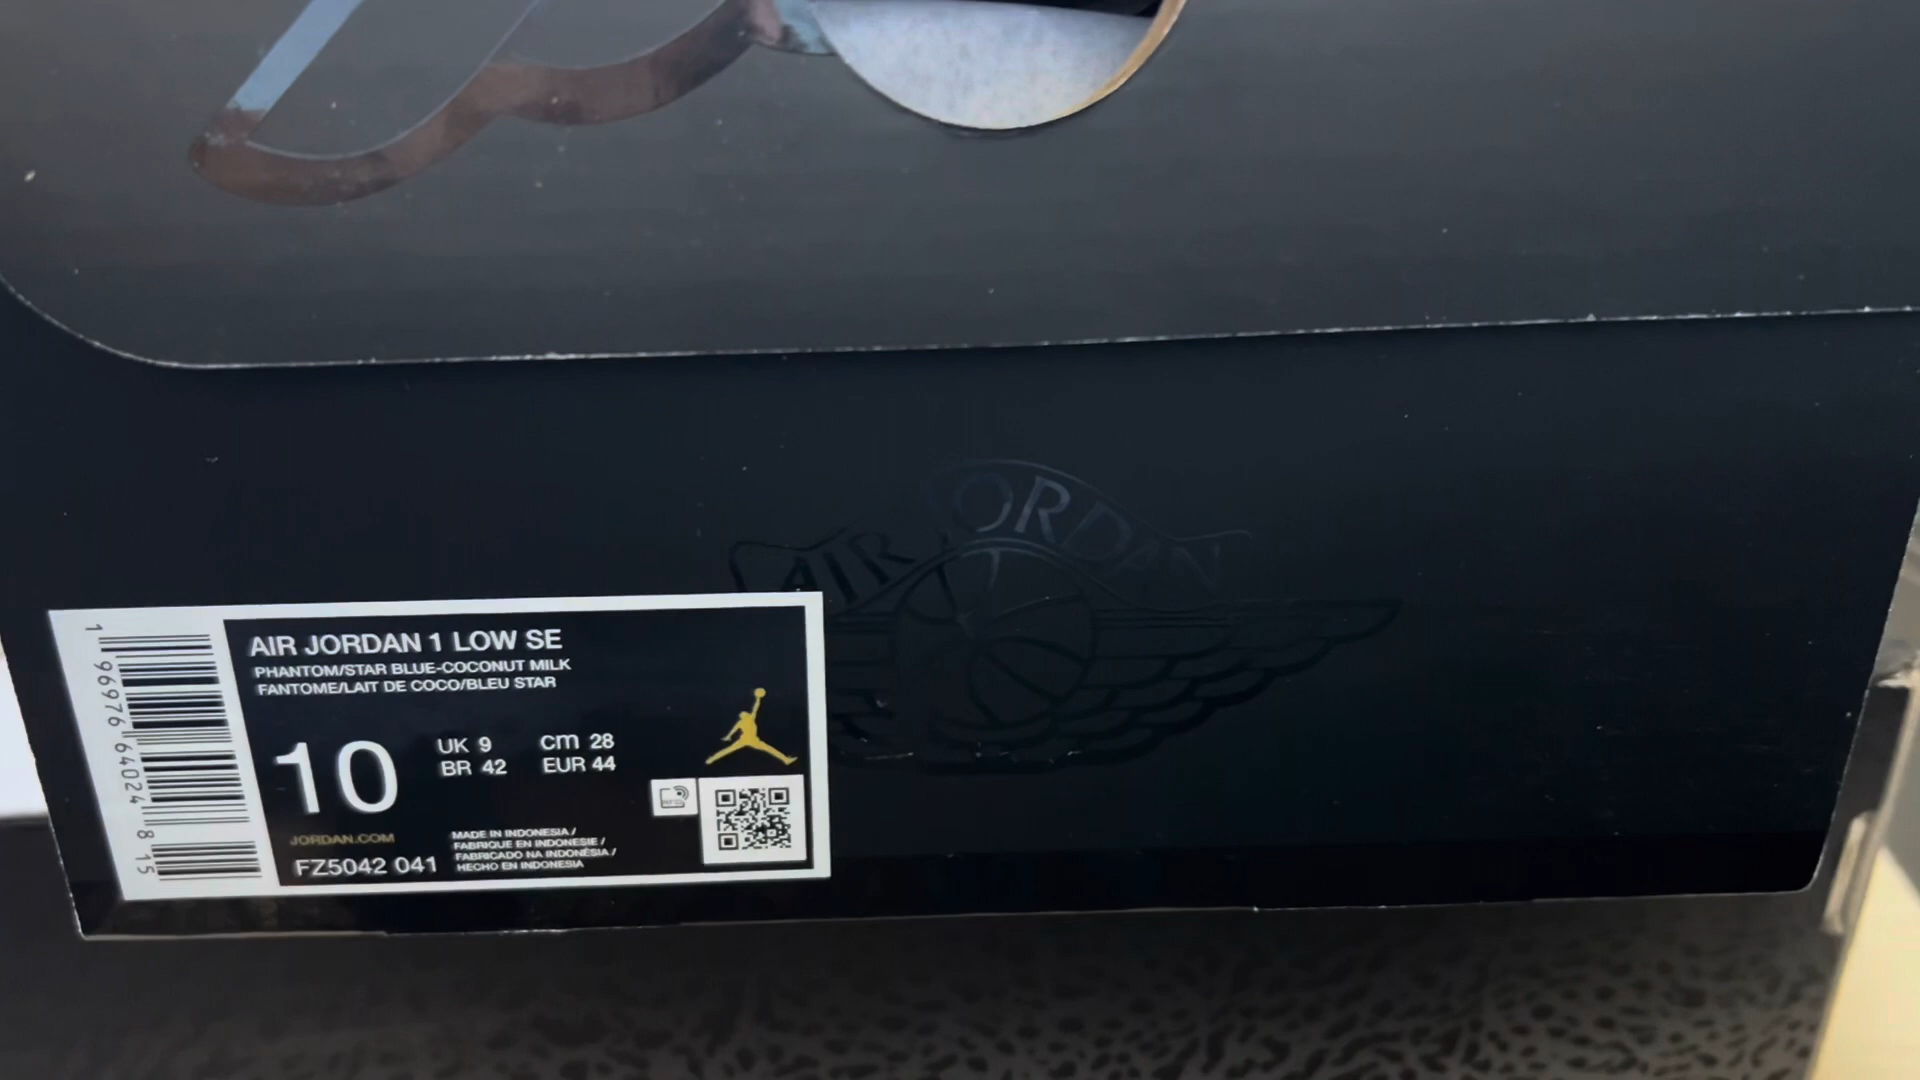 AIR JORDAN
AIR JORDAN 1 LOW SE
PHANTOM/STAR BLUE-COCONUT MILK
FANTOME/LAIT DE COCO/BLEU STAR
10
UK 9 cm 28
BR 42 EUR 44
JORDAN.COM
FZ5042 041
MADE IN INDONESIA /
FABRIQUE EN INDONESIE /
FABRICADO NA INDONÉSIA /
HECHO EN INDONESIA
RFID
1 96976 64024 8 15